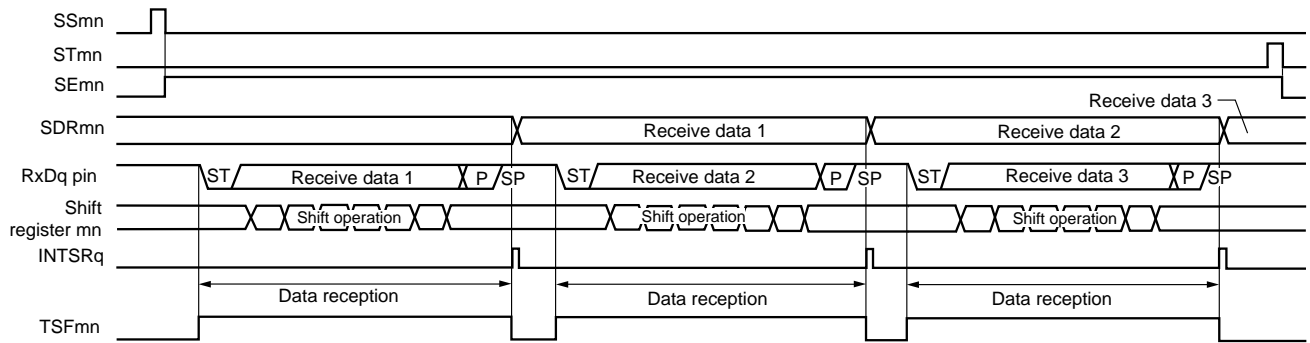 SSmn
STmn
SEmn
Receive data 3
SDRmn
Receive data 1
Receive data 2
RxDq pin
ST
Receive data 1
P
SP
ST
Receive data 2
P
SP
ST
Receive data 3
P
SP
Shift
register mn
Shift operation
Shift operation
Shift operation
INTSRq
Data reception
Data reception
Data reception
TSFmn